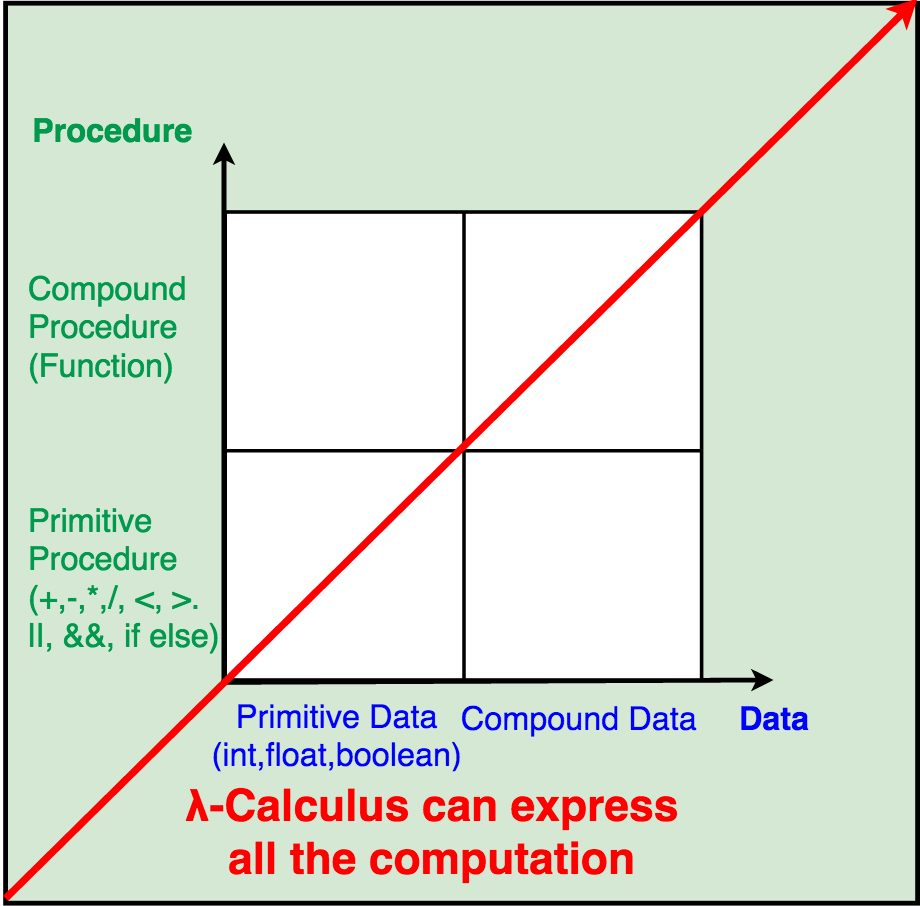 Procedure
Compound
Procedure
(Function)
Primitive
Procedure
(+,-,*,/, <, >.
II, &&, if else)
Primitive Data
(int,float,boolean)
Compound Data
Data
λ-Calculus can express
all the computation